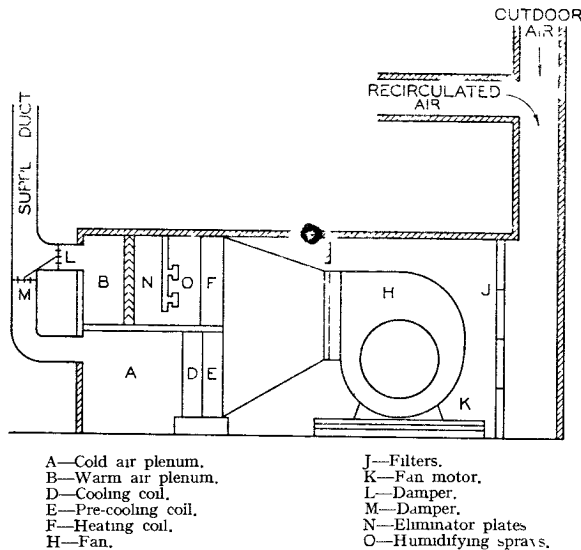 OUTDOOR
AIR
RECIRCULATED
AIR
SUPPL DUCT
L
M
B
N
O
F
H
J
A
D
E
K
A—Cold air plenum.
B—Warm air plenum.
D—Cooling coil.
E—Pre-cooling coil.
F—Heating coil.
H—Fan.
J—Filters.
K—Fan motor.
L—Damper.
M—Damper.
N—Eliminator plates
O—Humidifying sprays.